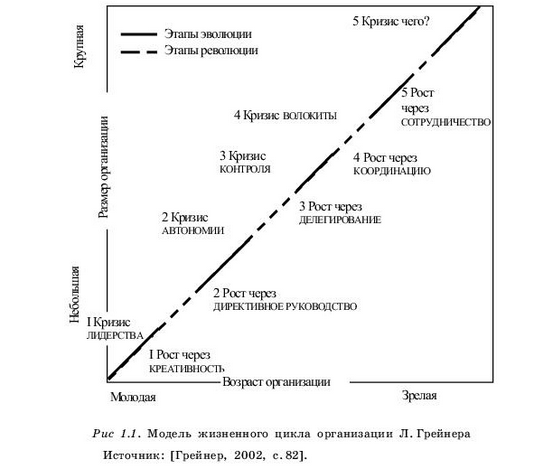 Крупная
5 Кризис чего?
Этапы эволюции
Этапы революции
5 Рост
через
СОТРУДНИЧЕСТВО
4 Кризис ВОЛОКИТЫ
Размер организации
3 Кризис
КОНТРОЛЯ
4 Рост через
КООРДИНАЦИЮ
2 Кризис
АВТОНОМИИ
3 Рост через
ДЕЛЕГИРОВАНИЕ
Небольшая
2 Рост через
ДИРЕКТИВНОЕ РУКОВОДСТВО
I Кризис
ЛИДЕРСТВА
1 Рост через
КРЕАТИВНОСТЬ
Возраст организации
Молодая
Зрелая
Рис 1.1. Модель жизненного цикла организации Л. Грейнера
Источник: [Грейнер, 2002, с. 82].